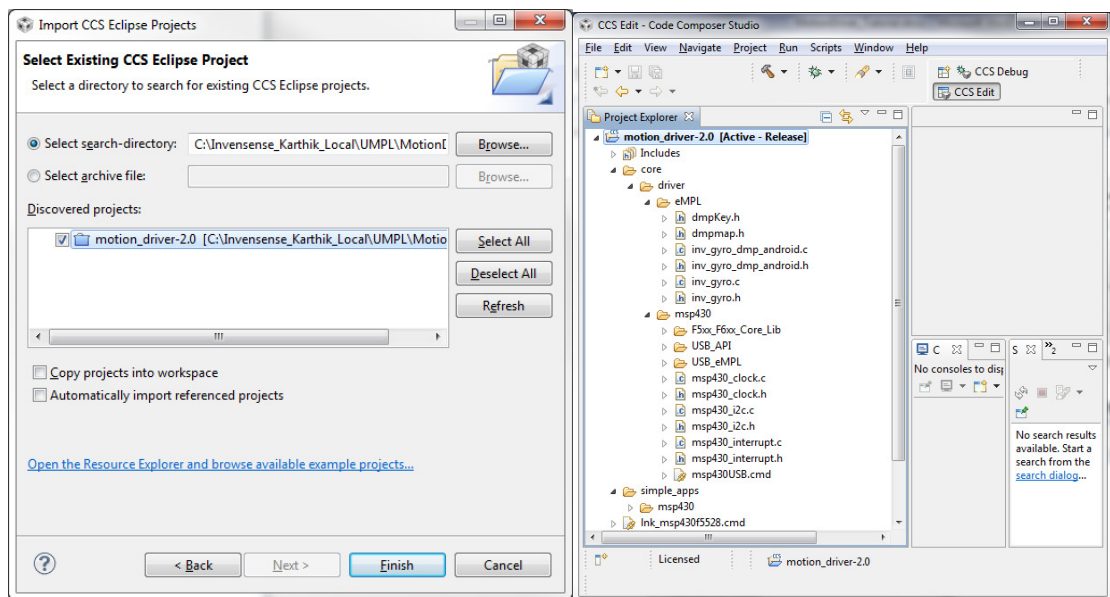 Import CCS Eclipse Projects
Select Existing CCS Eclipse Project
Select a directory to search for existing CCS Eclipse projects.
Select search-directory: C:\Invensense_Karthik_Local\UMPL\Motion[ Browse...
Select archive file: Browse...
Discovered projects:
motion_driver-2.0 [C:\Invensense_Karthik_Local\UMPL\Motio
Select All
Deselect All
Refresh
Copy projects into workspace
Automatically import referenced projects
Open the Resource Explorer and browse available example projects...
< Back Next > Finish Cancel
CCS Edit - Code Composer Studio
File Edit View Navigate Project Run Scripts Window Help
CCS Debug
CCS Edit
Project Explorer
motion_driver-2.0 [Active - Release]
Includes
core
driver
eMPL
dmpKey.h
dmpmap.h
inv_gyro_dmp_android.c
inv_gyro_dmp_android.h
inv_gyro.c
inv_gyro.h
msp430
F5xx_F6xx_Core_Lib
USB_API
USB_eMPL
msp430_clock.c
msp430_clock.h
msp430_i2c.c
msp430_i2c.h
msp430_interrupt.c
msp430_interrupt.h
msp430USB.cmd
simple_apps
msp430
lnk_msp430f5528.cmd
C
No consoles to disp
S 2
No search results
available. Start a
search from the
search dialog...
Licensed motion_driver-2.0